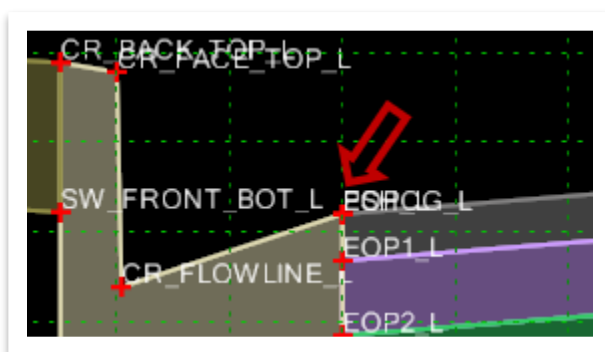 CR_BACK_TOP_L
CR_FACE_TOP_L
SW_FRONT_BOT_L
EOP1_L
CR_FLOWLINE_L
EOP2_L